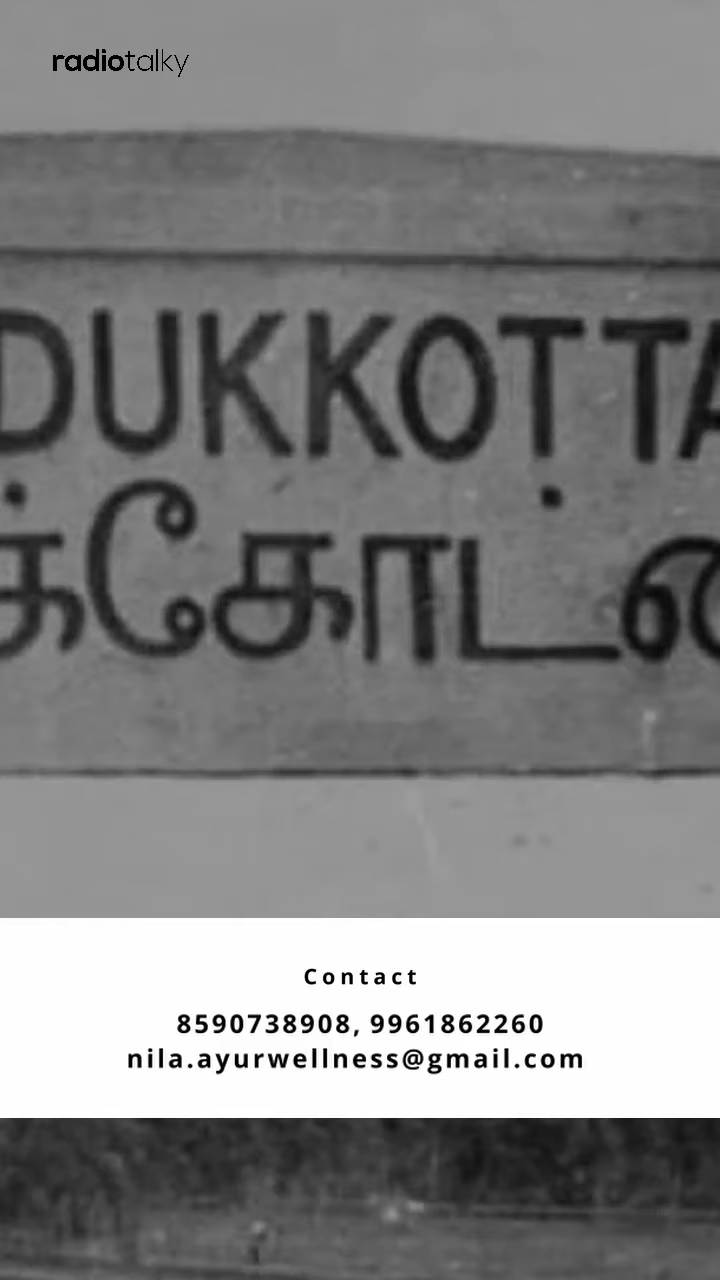 radiotalky
DUKKOTTA
க்கோட்டை
Contact
8590738908, 9961862260
nila.ayurwellness@gmail.com